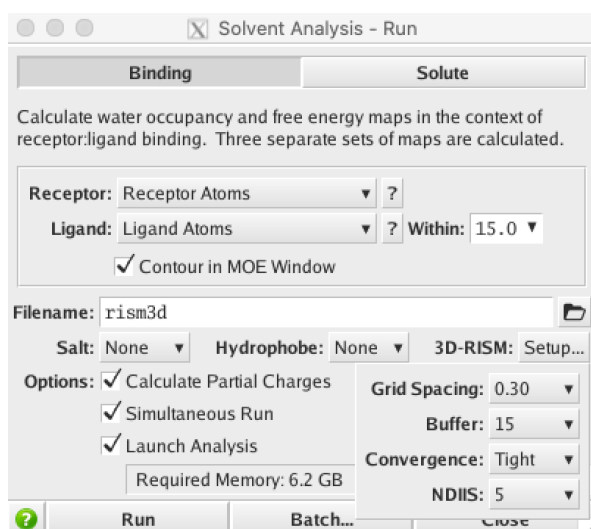 Solvent Analysis - Run
Binding Solute
Calculate water occupancy and free energy maps in the context of
receptor:ligand binding. Three separate sets of maps are calculated.
Receptor: Receptor Atoms ?
Ligand: Ligand Atoms ? Within: 15.0
Contour in MOE Window
Filename: rism3d
Salt: None Hydrophobe: None 3D-RISM: Setup...
Options: Calculate Partial Charges
Grid Spacing: 0.30
Simultaneous Run
Buffer: 15
Launch Analysis
Convergence: Tight
Required Memory: 6.2 GB
NDIIS: 5
? Run Batch... Close